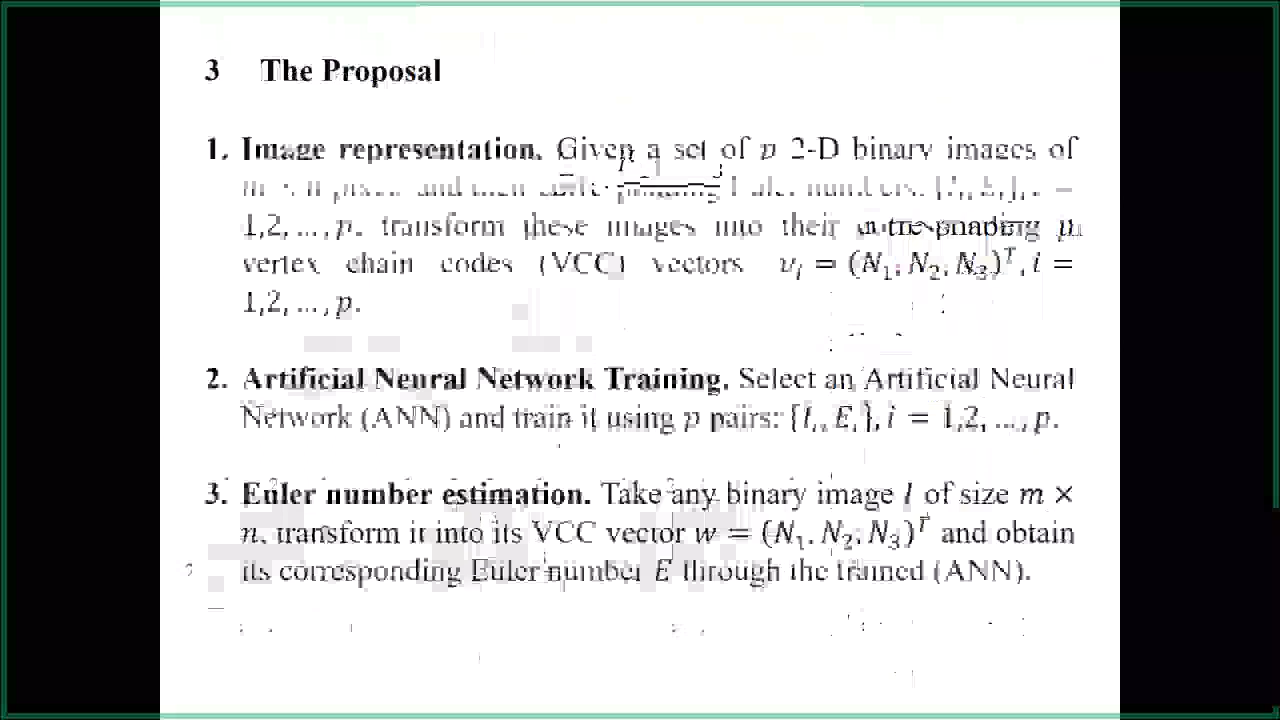 3 The Proposal
1. Image representation. Given a set of p 2-D binary images of
and their
1,2, ..., p, transform these images into their corresponding p
vertex chain codes (VCC) vectors v_i = (N_1, N_2, N_3)^T, i =
1,2, ..., p.
2. Artificial Neural Network Training. Select an Artificial Neural
Network (ANN) and train it using p pairs: {I_i, E_i}, i = 1,2, ..., p.
3. Euler number estimation. Take any binary image I of size m ×
n, transform it into its VCC vector w = (N_1, N_2, N_3)^T and obtain
its corresponding Euler number E through the trained (ANN).